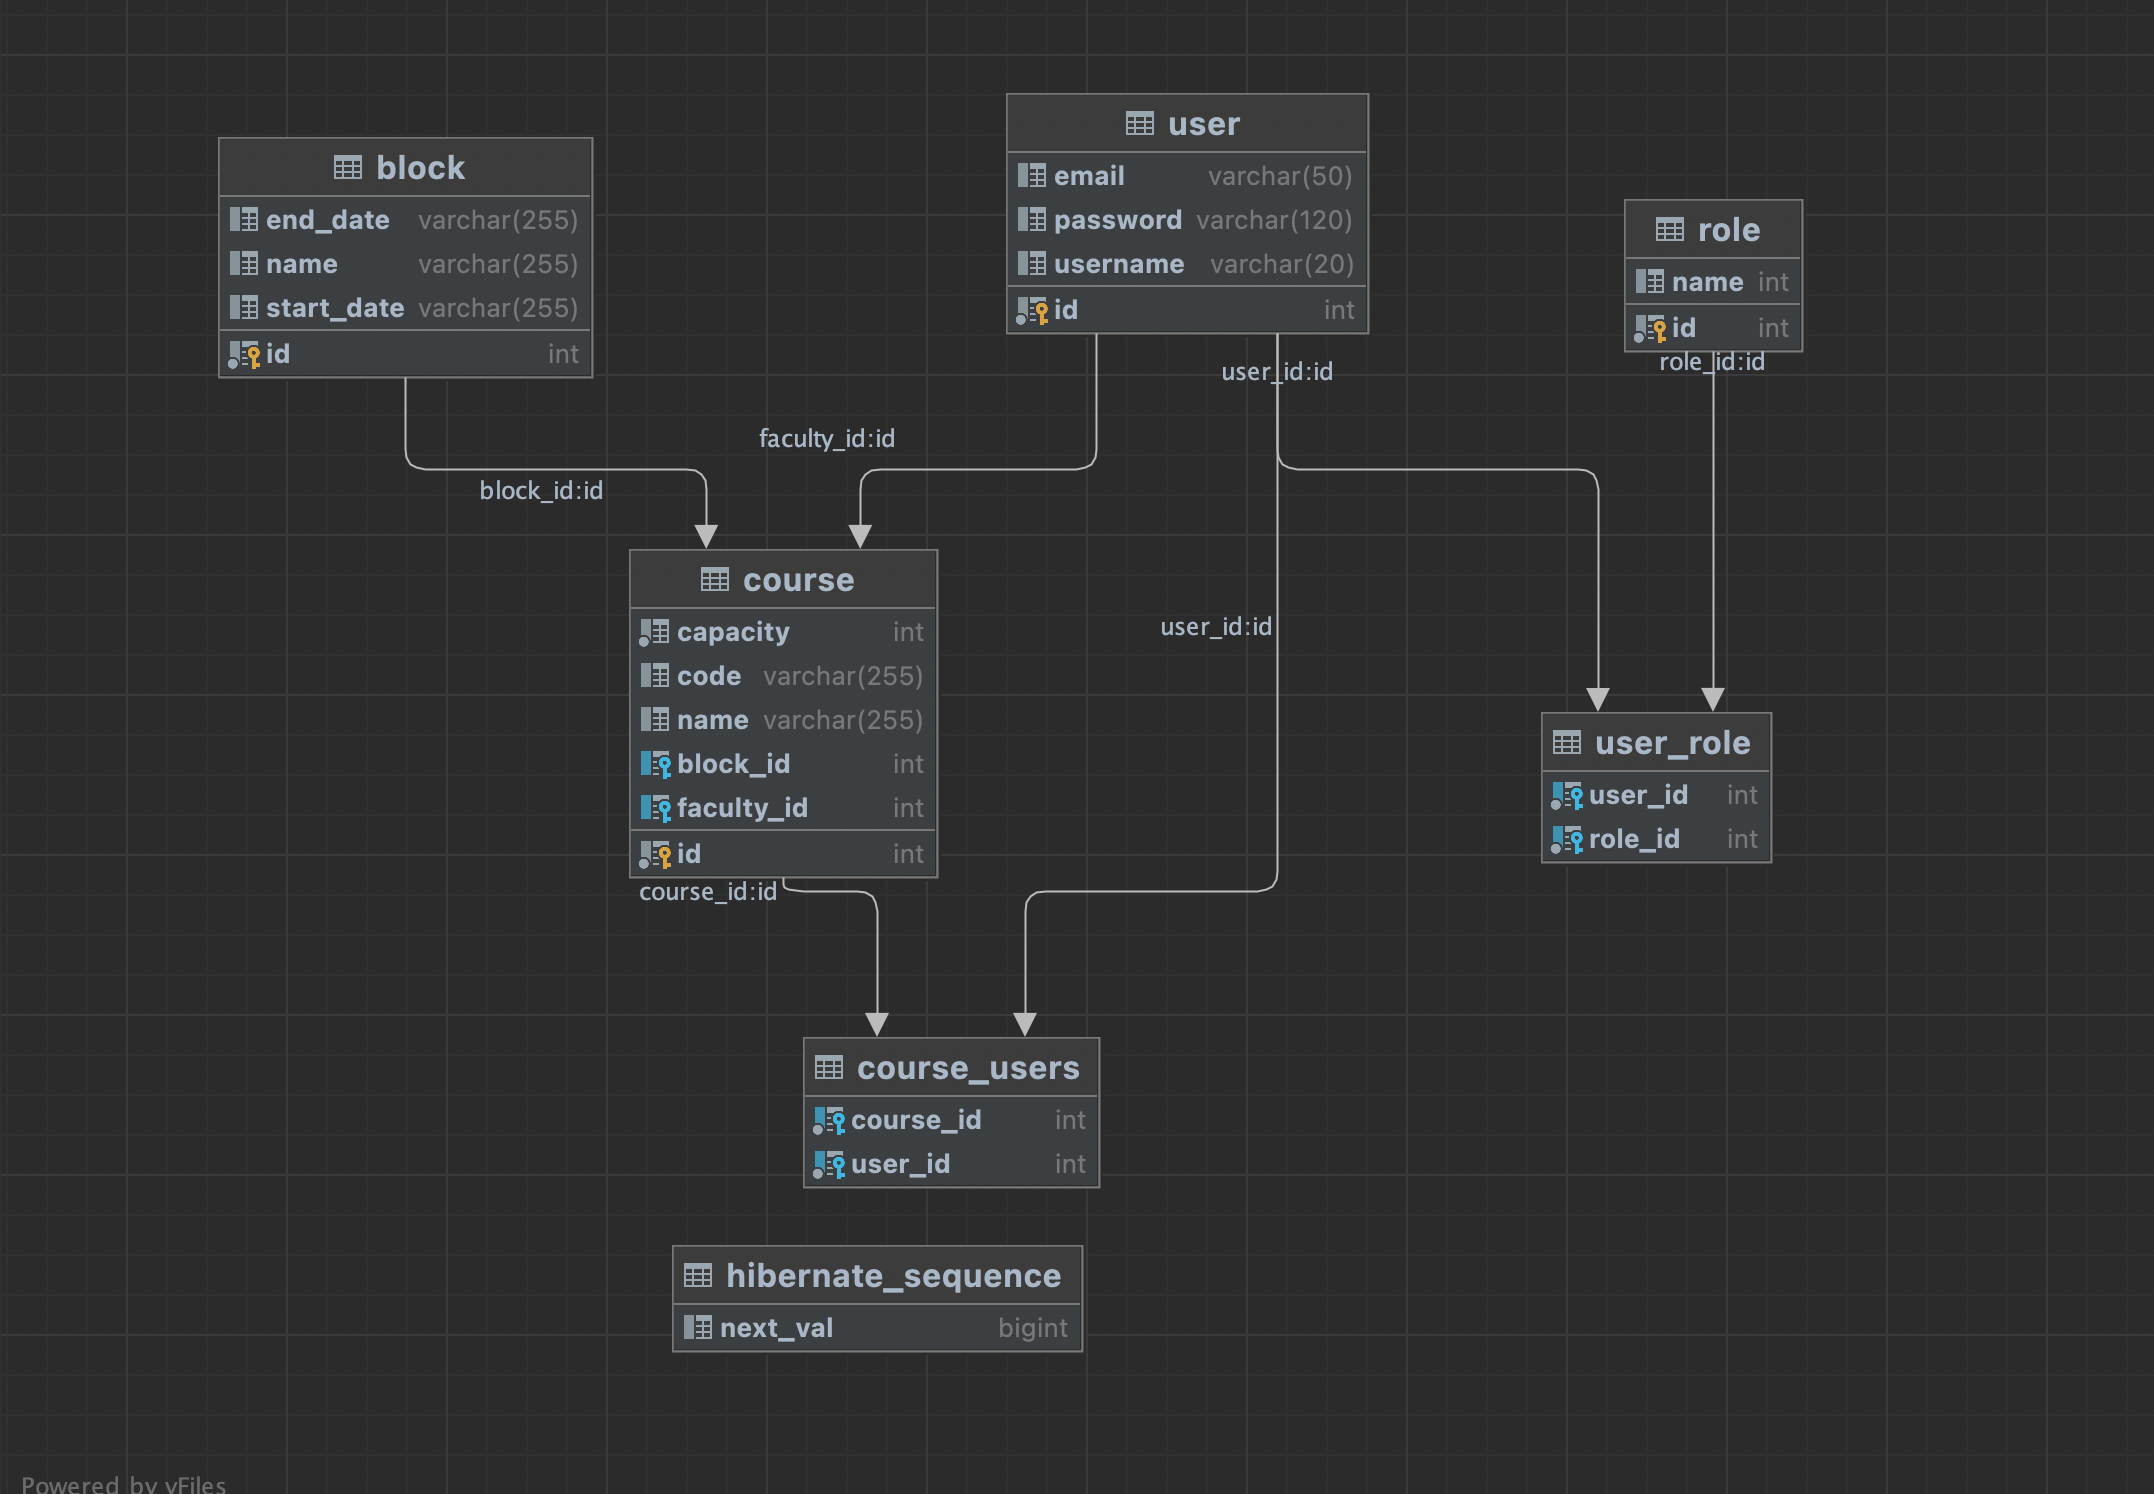 block
end_date varchar(255)
name varchar(255)
start_date varchar(255)
id int
user
email varchar(50)
password varchar(120)
username varchar(20)
id int
role
name int
id int
role_id:id
user_id:id
faculty_id:id
block_id:id
course
capacity int
code varchar(255)
name varchar(255)
block_id int
faculty_id int
id int
user_id:id
user_role
user_id int
role_id int
course_id:id
course_users
course_id int
user_id int
hibernate_sequence
next_val bigint
Powered by yFiles